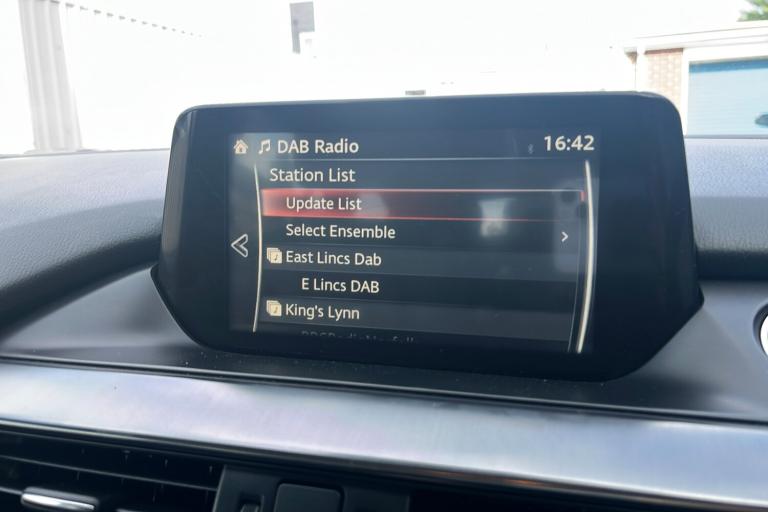 DAB Radio 16:42
Station List
Update List
Select Ensemble
East Lincs Dab
E Lincs DAB
King's Lynn